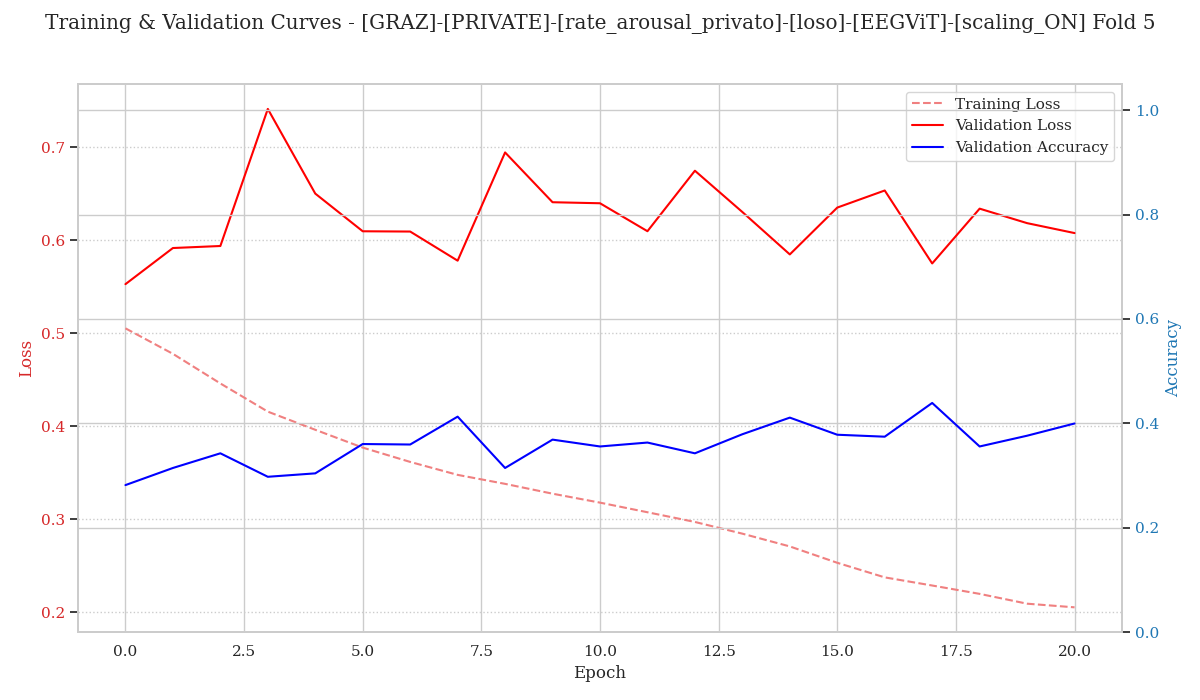 Training & Validation Curves - [GRAZ]-[PRIVATE]-[rate_arousal_privato]-[loso]-[EEGViT]-[scaling_ON] Fold 5
Training Loss
Validation Loss
Validation Accuracy
0.7
0.6
0.5
0.4
0.3
0.2
Loss
1.0
0.8
0.6
0.4
0.2
0.0
Accuracy
0.0 2.5 5.0 7.5 10.0 12.5 15.0 17.5 20.0
Epoch